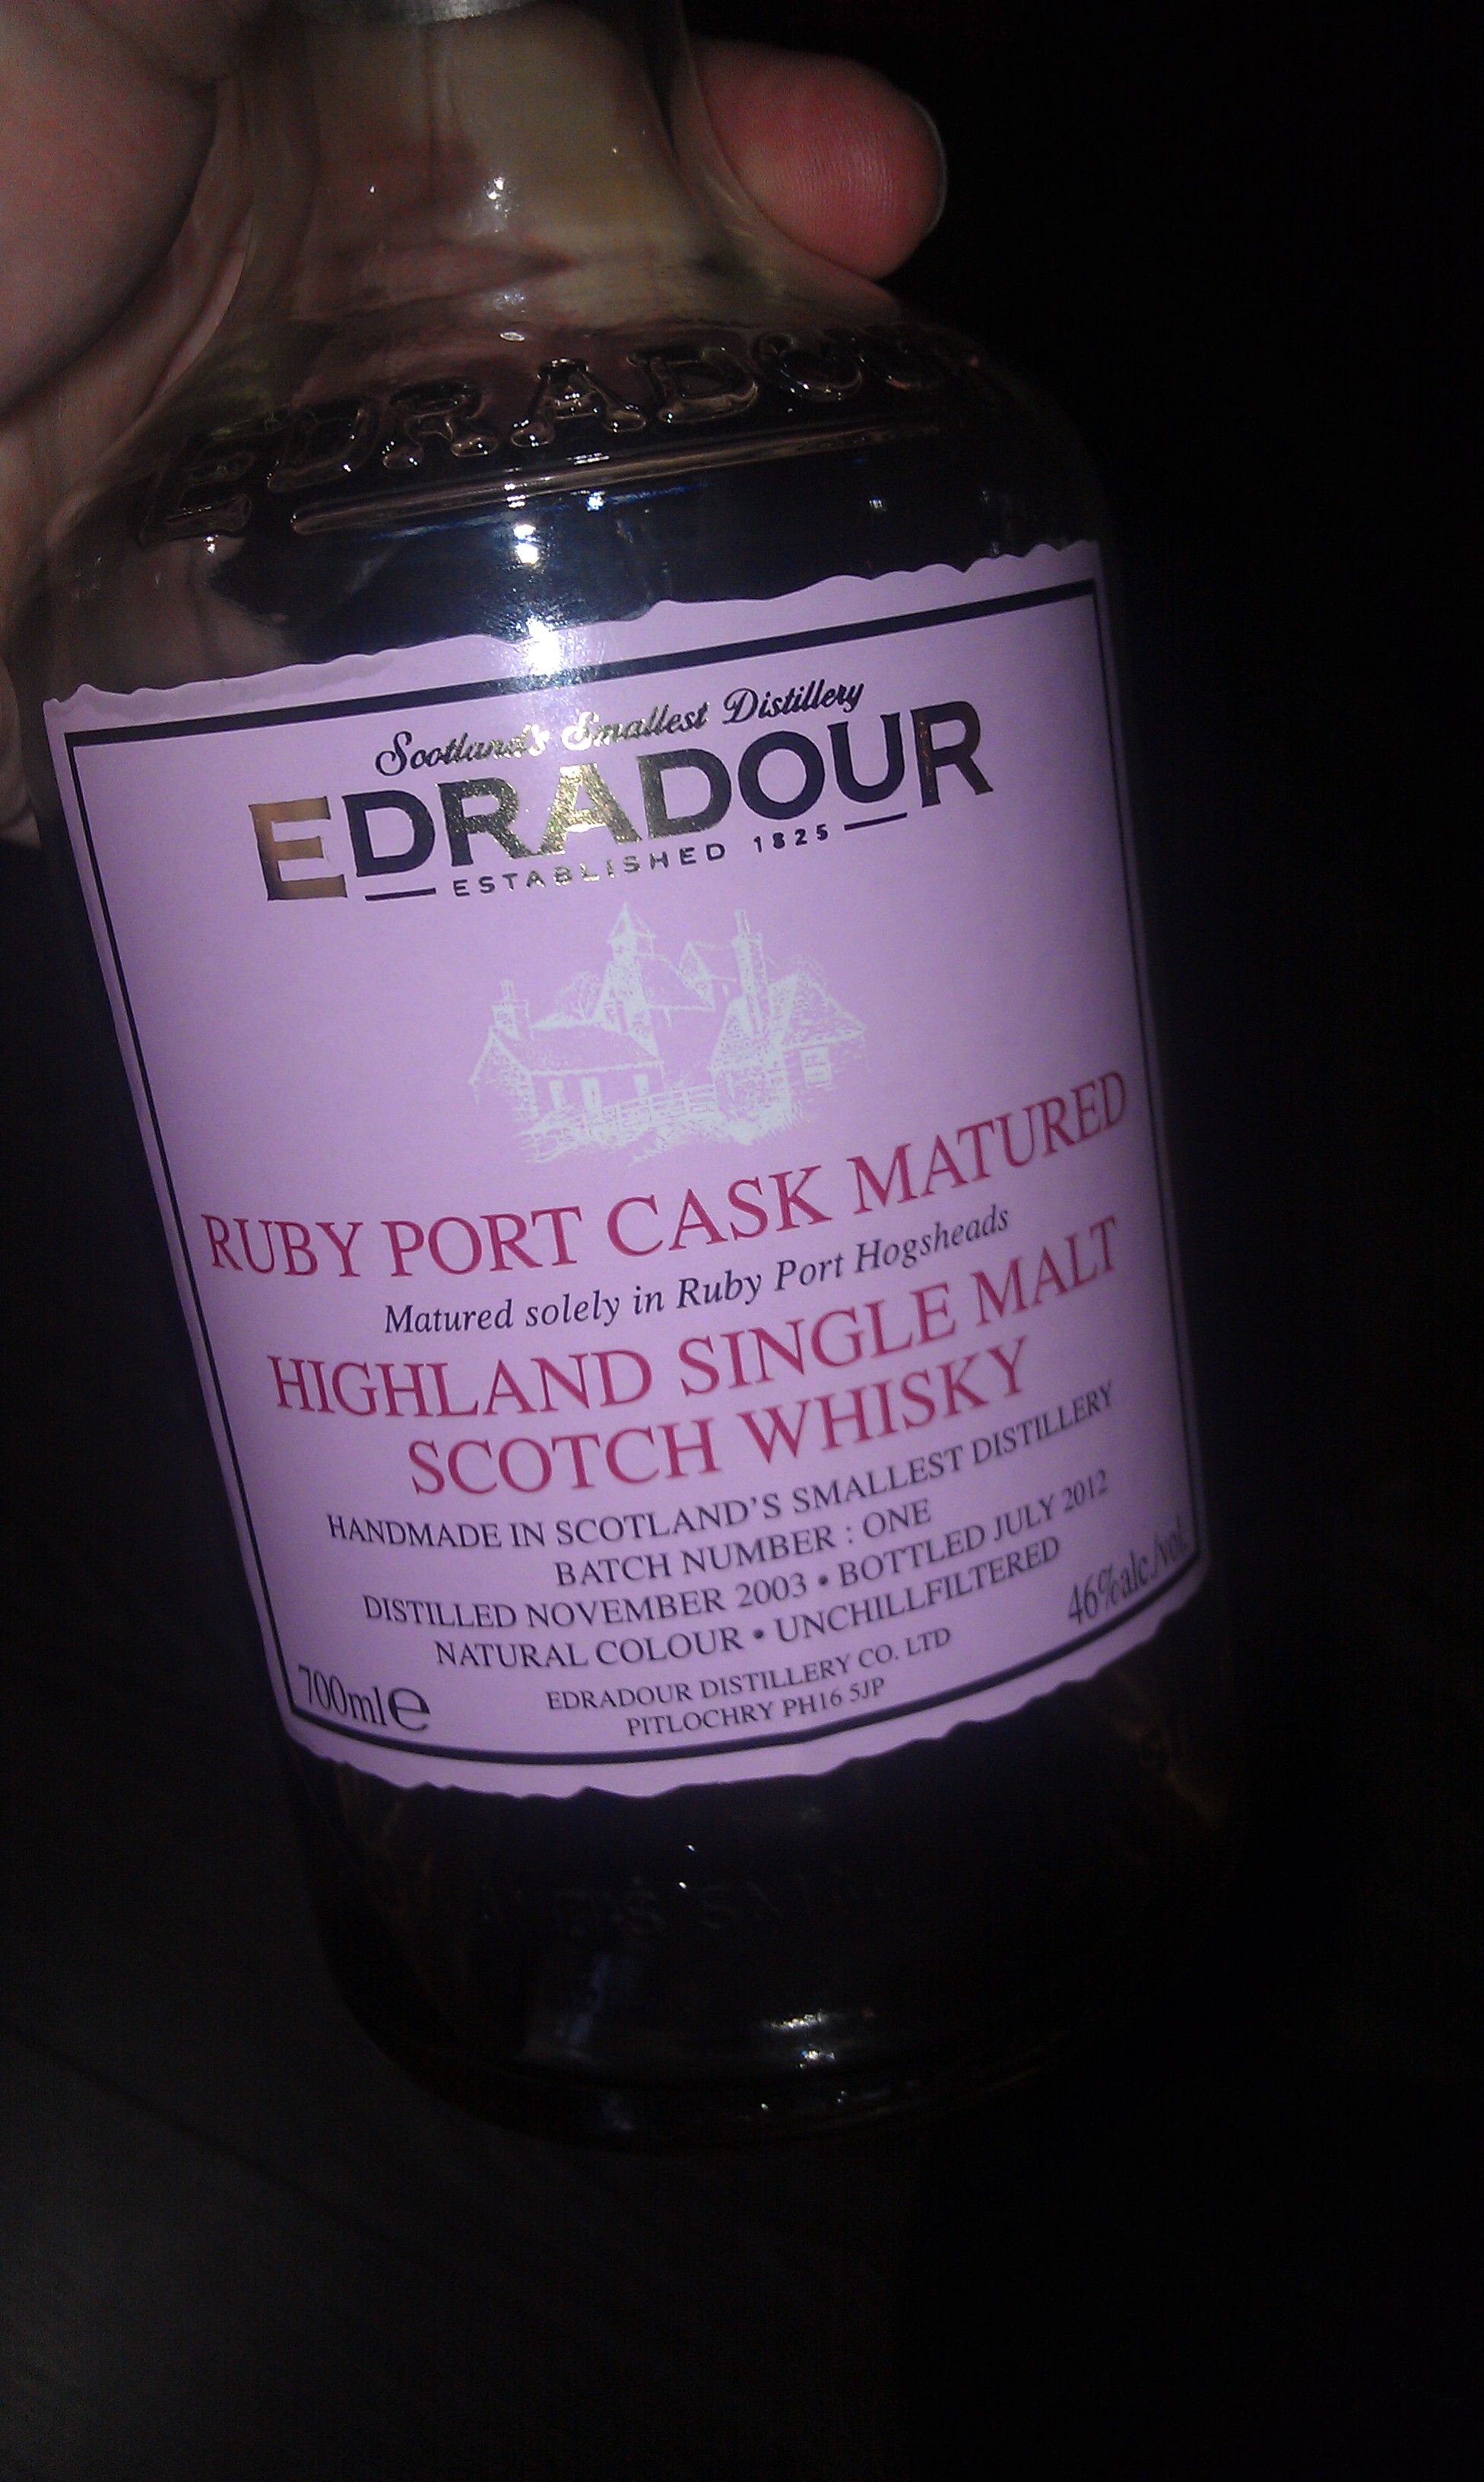 EDRADOUR
Scotland's Smallest Distillery
EDRADOUR
ESTABLISHED 1825
RUBY PORT CASK MATURED
Matured solely in Ruby Port Hogsheads
HIGHLAND SINGLE MALT
SCOTCH WHISKY
HANDMADE IN SCOTLAND'S SMALLEST DISTILLERY
BATCH NUMBER : ONE
DISTILLED NOVEMBER 2003 • BOTTLED JULY 2012
NATURAL COLOUR • UNCHILLFILTERED
700ml℮
46%alc./vol.
EDRADOUR DISTILLERY CO. LTD
PITLOCHRY PH16 5JP